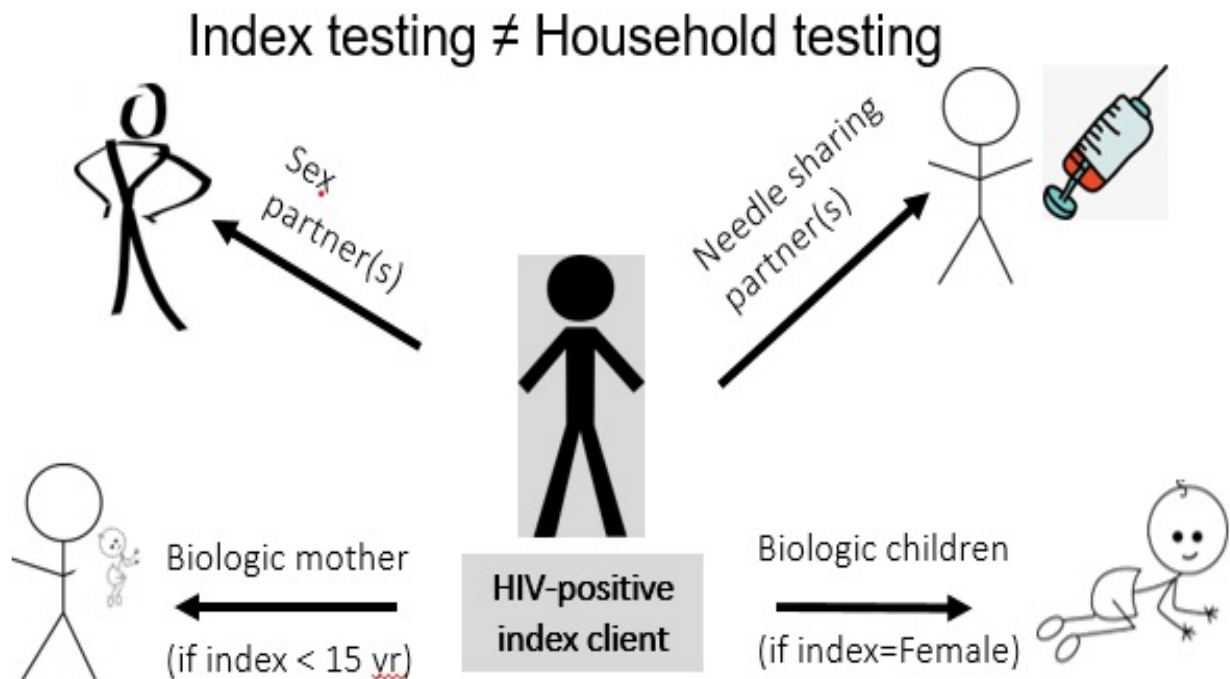 Index testing ≠ Household testing
Sex
partner(s)
Needle sharing
partner(s)
Biologic mother
(if index < 15 yr)
HIV-positive
index client
Biologic children
(if index=Female)